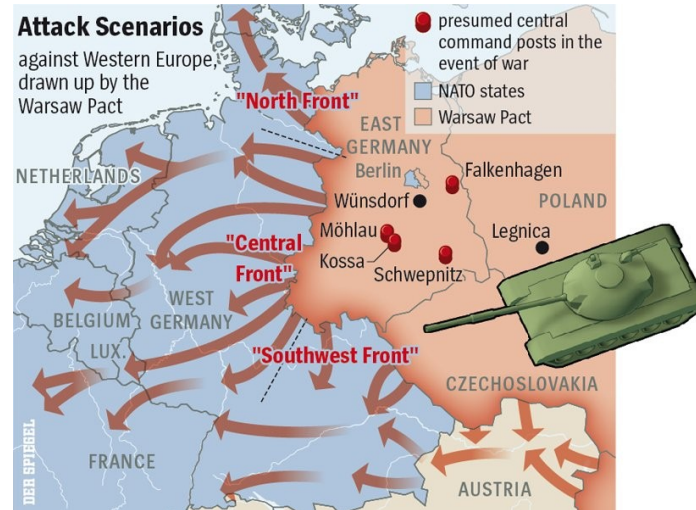 Attack Scenarios
against Western Europe,
drawn up by the
Warsaw Pact
presumed central
command posts in the
event of war
NATO states
Warsaw Pact
"North Front"
EAST
GERMANY
Berlin
Falkenhagen
NETHERLANDS
Wünsdorf
POLAND
Möhlau
Legnica
"Central
Front"
Kossa
Schwepnitz
WEST
GERMANY
BELGIUM
LUX.
"Southwest Front"
CZECHOSLOVAKIA
FRANCE
AUSTRIA
DER SPIEGEL